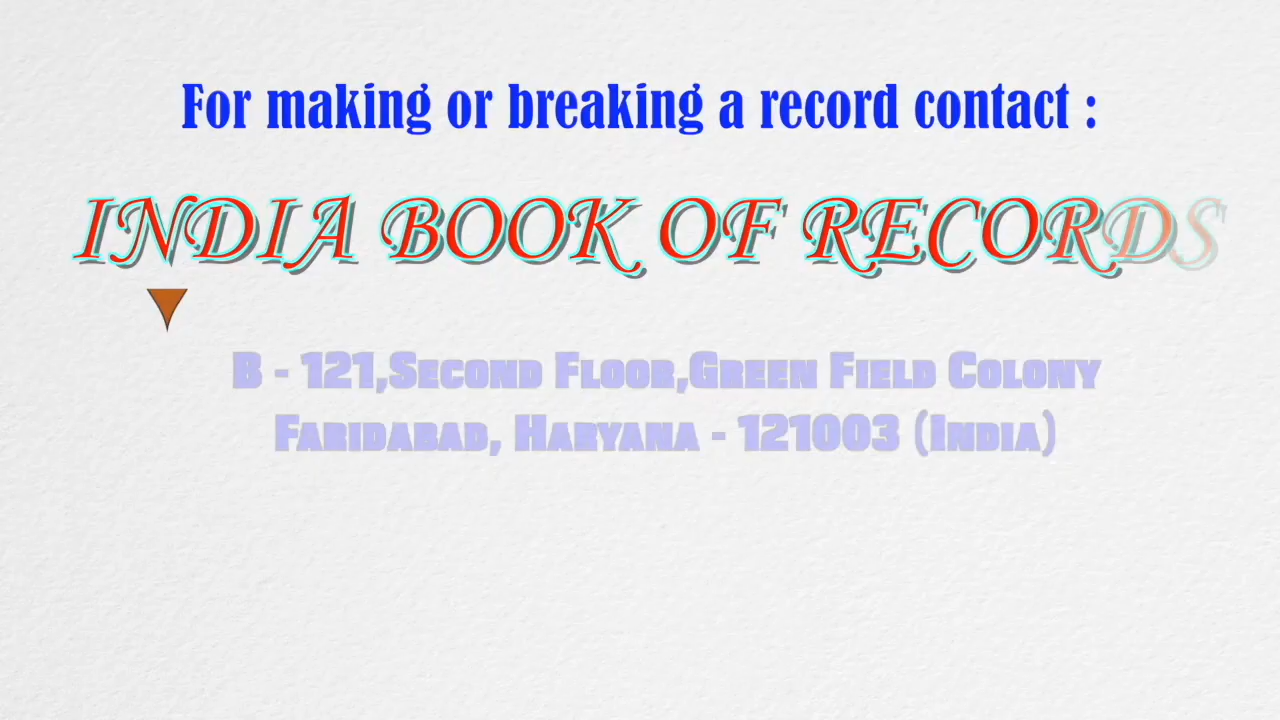 For making or breaking a record contact :
INDIA BOOK OF RECORDS
B - 121,Second Floor,Green Field Colony
Faridabad, Haryana - 121003 (India)